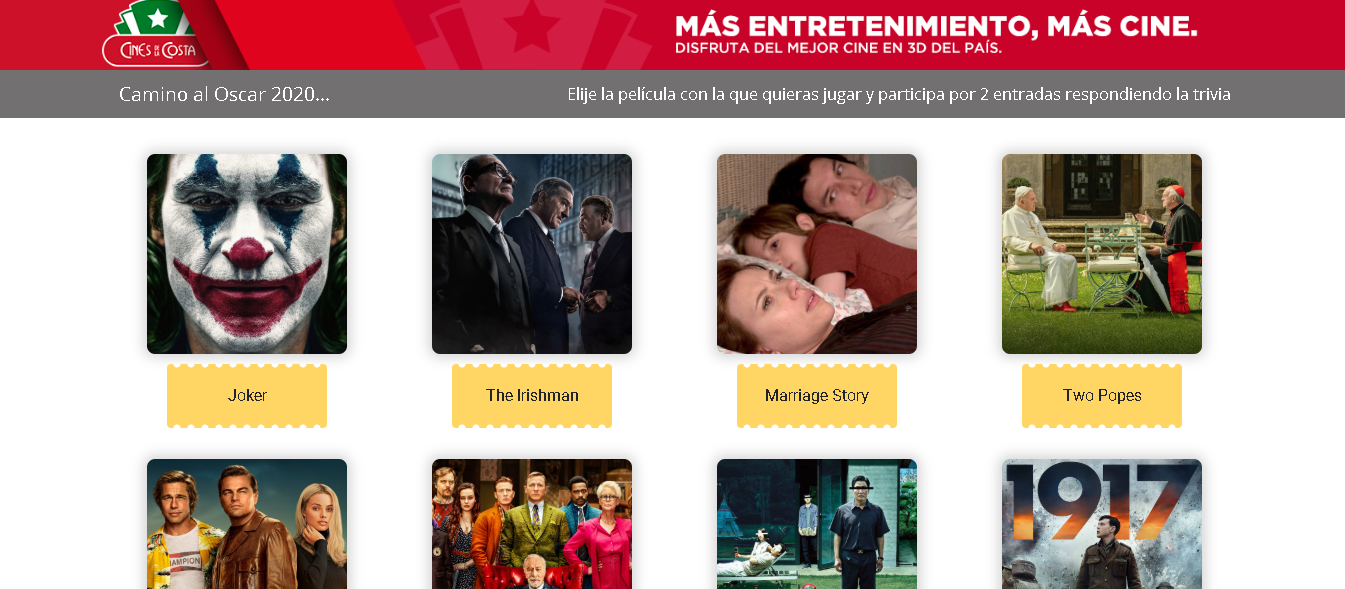 CINES DE LA COSTA
MÁS ENTRETENIMIENTO, MÁS CINE.
DISFRUTA DEL MEJOR CINE EN 3D DEL PAÍS.
Camino al Oscar 2020...
Elije la película con la que quieras jugar y participa por 2 entradas respondiendo la trivia
Joker
The Irishman
Marriage Story
Two Popes
CHAMPION
1917